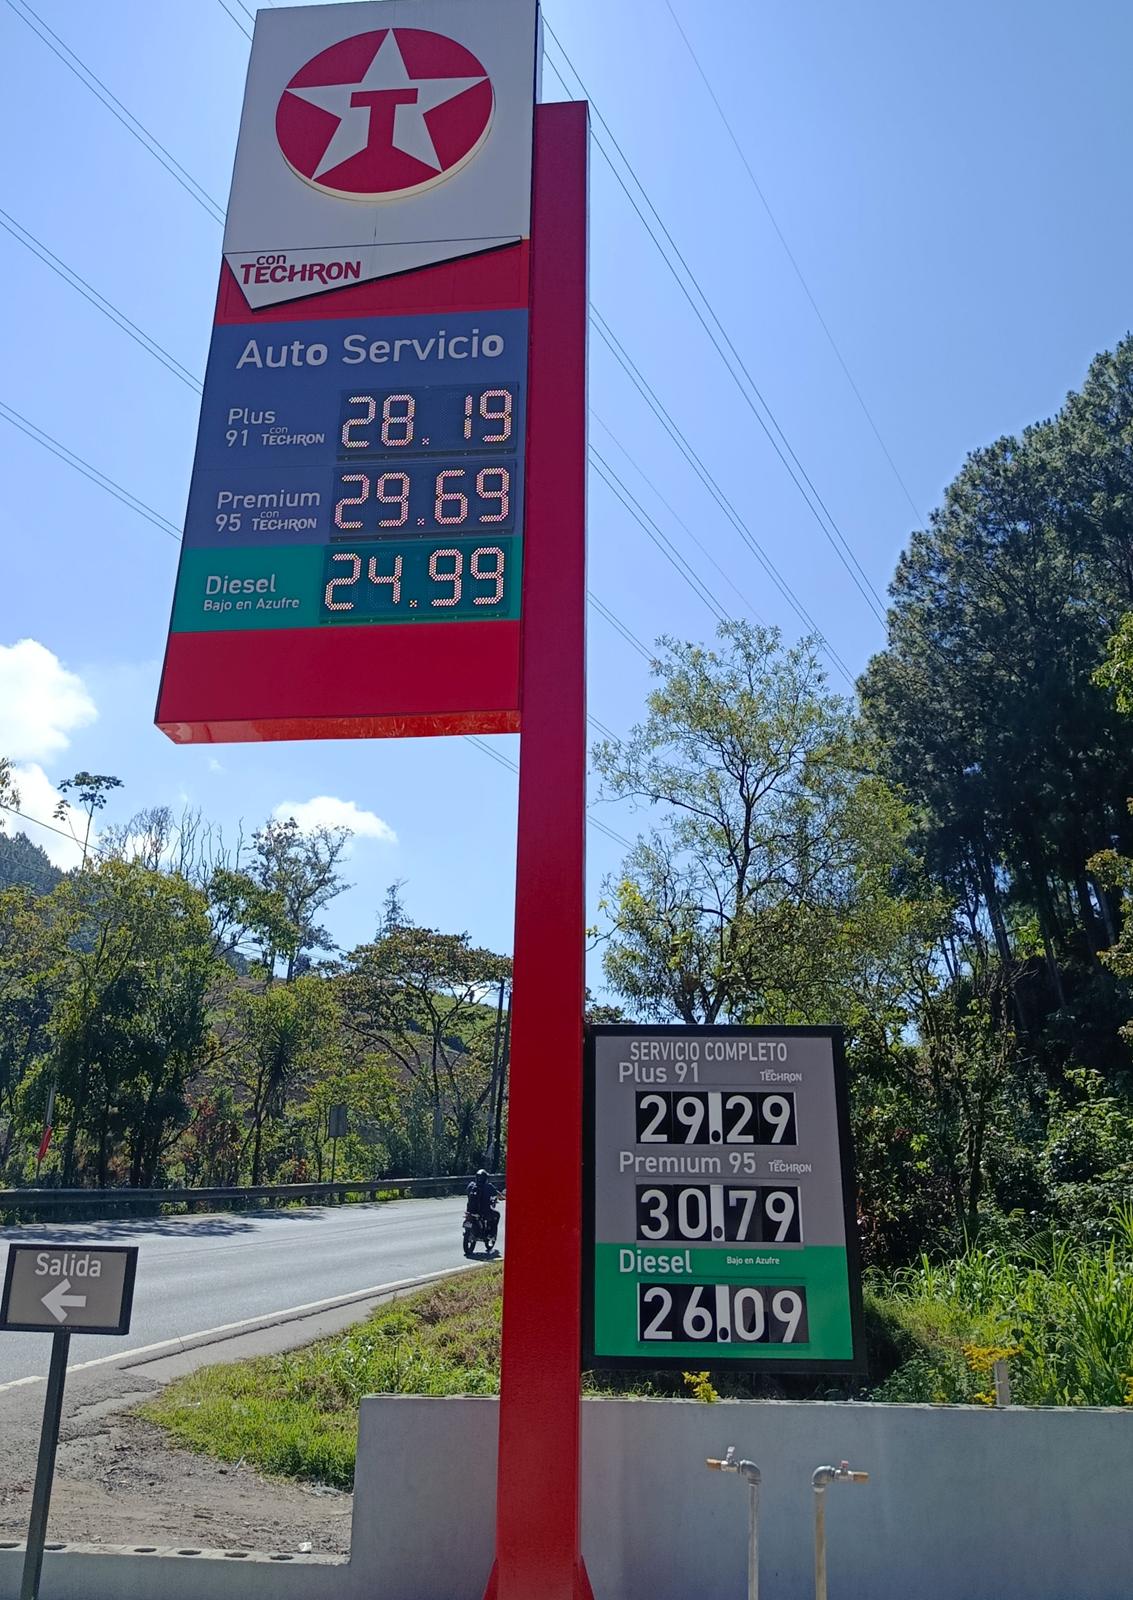 T
con
TECHRON
Auto Servicio
Plus
91 con TECHRON
28.19
Premium
95 con TECHRON
29.69
Diesel
Bajo en Azufre
24.99
SERVICIO COMPLETO
Plus 91 con TECHRON
29.29
Premium 95 con TECHRON
30.79
Diesel Bajo en Azufre
26.09
Salida